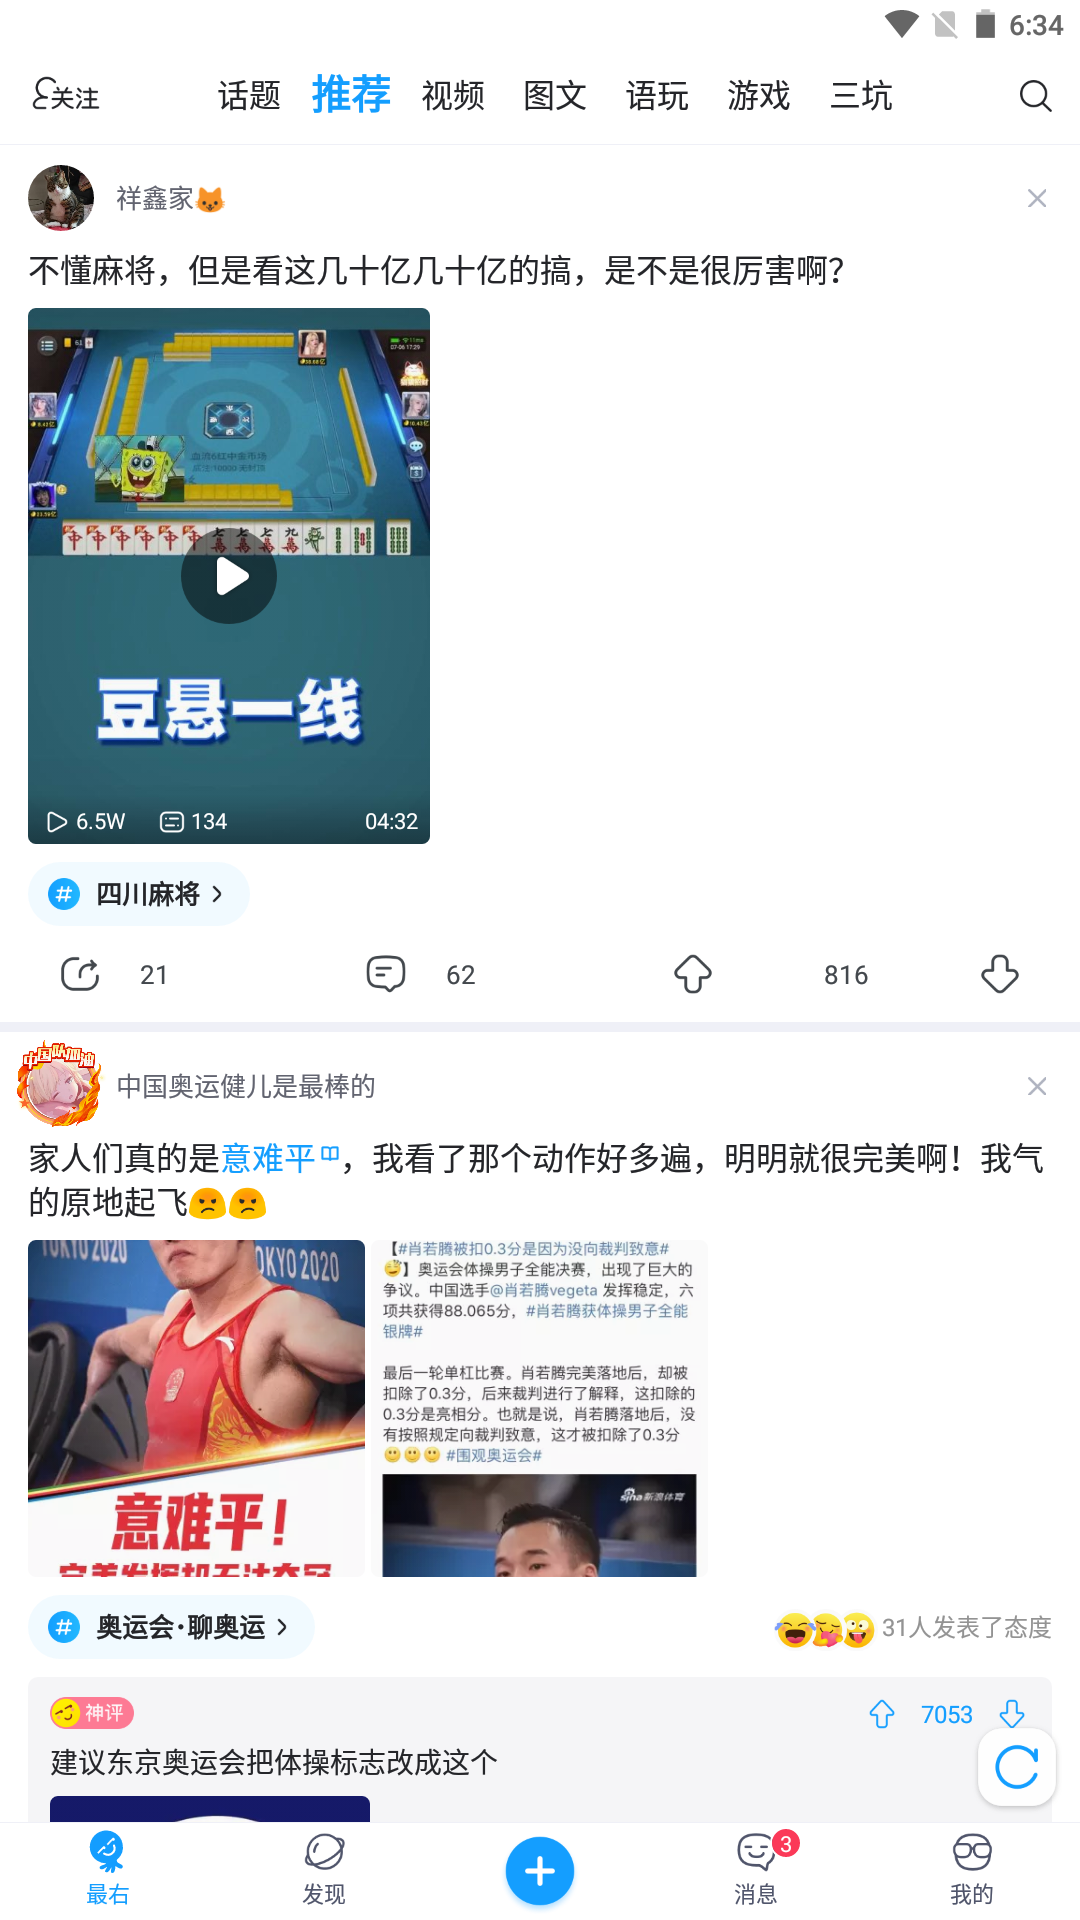 6:34
关注 话题 推荐 视频 图文 语玩 游戏 三坑
祥鑫家
不懂麻将，但是看这几十亿几十亿的搞，是不是很厉害啊？
豆悬一线
6.5W 134 04:32
# 四川麻将
21 62 816
中国奥运健儿是最棒的
家人们真的是意难平，我看了那个动作好多遍，明明就很完美啊！我气
的原地起飞
TOKYO 2020
TOKYO 2020
意难平！
完美发挥却无法夺冠
【#肖若腾被扣0.3分是因为没向裁判致意#
】奥运会体操男子全能决赛，出现了巨大的
争议。中国选手@肖若腾vegeta 发挥稳定，六
项共获得88.065分，#肖若腾获体操男子全能
银牌#
最后一轮单杠比赛。肖若腾完美落地后，却被
扣除了0.3分，后来裁判进行了解释，这扣除的
0.3分是亮相分。也就是说，肖若腾落地后，没
有按照规定向裁判致意，这才被扣除了0.3分
#围观奥运会#
sina新浪体育
# 奥运会·聊奥运
31人发表了态度
神评 7053
建议东京奥运会把体操标志改成这个
最右 发现 消息 3 我的